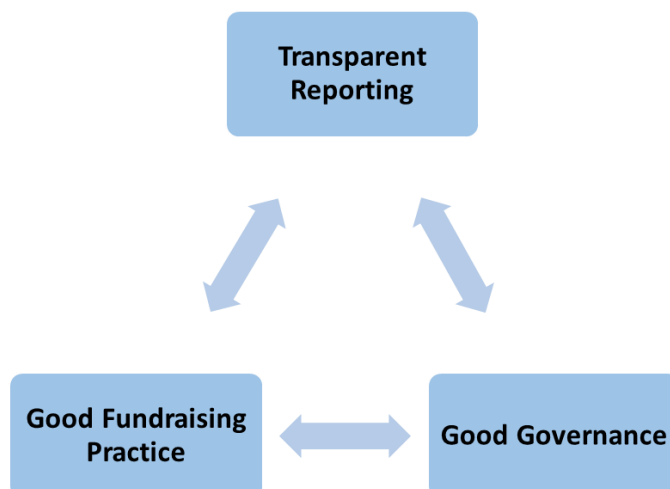 Transparent
Reporting
Good Fundraising
Practice
Good Governance